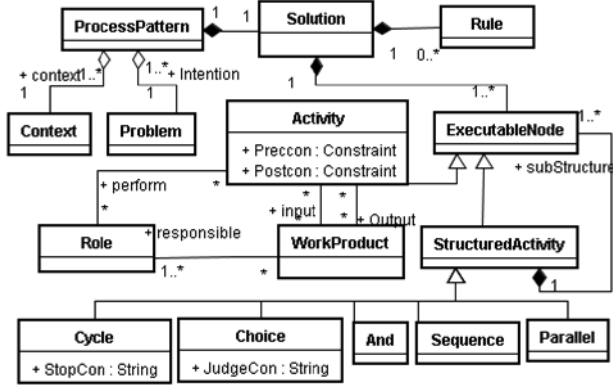 ProcessPattern 1 1 Solution 1 0..* Rule
+ context 1..* 1..* + Intention 1 1..*
1 1
Context Problem Activity ExecutableNode 1..*
+ Preccon : Constraint
+ Postcon : Constraint
+ subStructure
+ perform * * *
* + input * * + Output
Role + responsible WorkProduct StructuredActivity
1..* * 1
Cycle Choice And Sequence Parallel
+ StopCon : String + JudgeCon : String